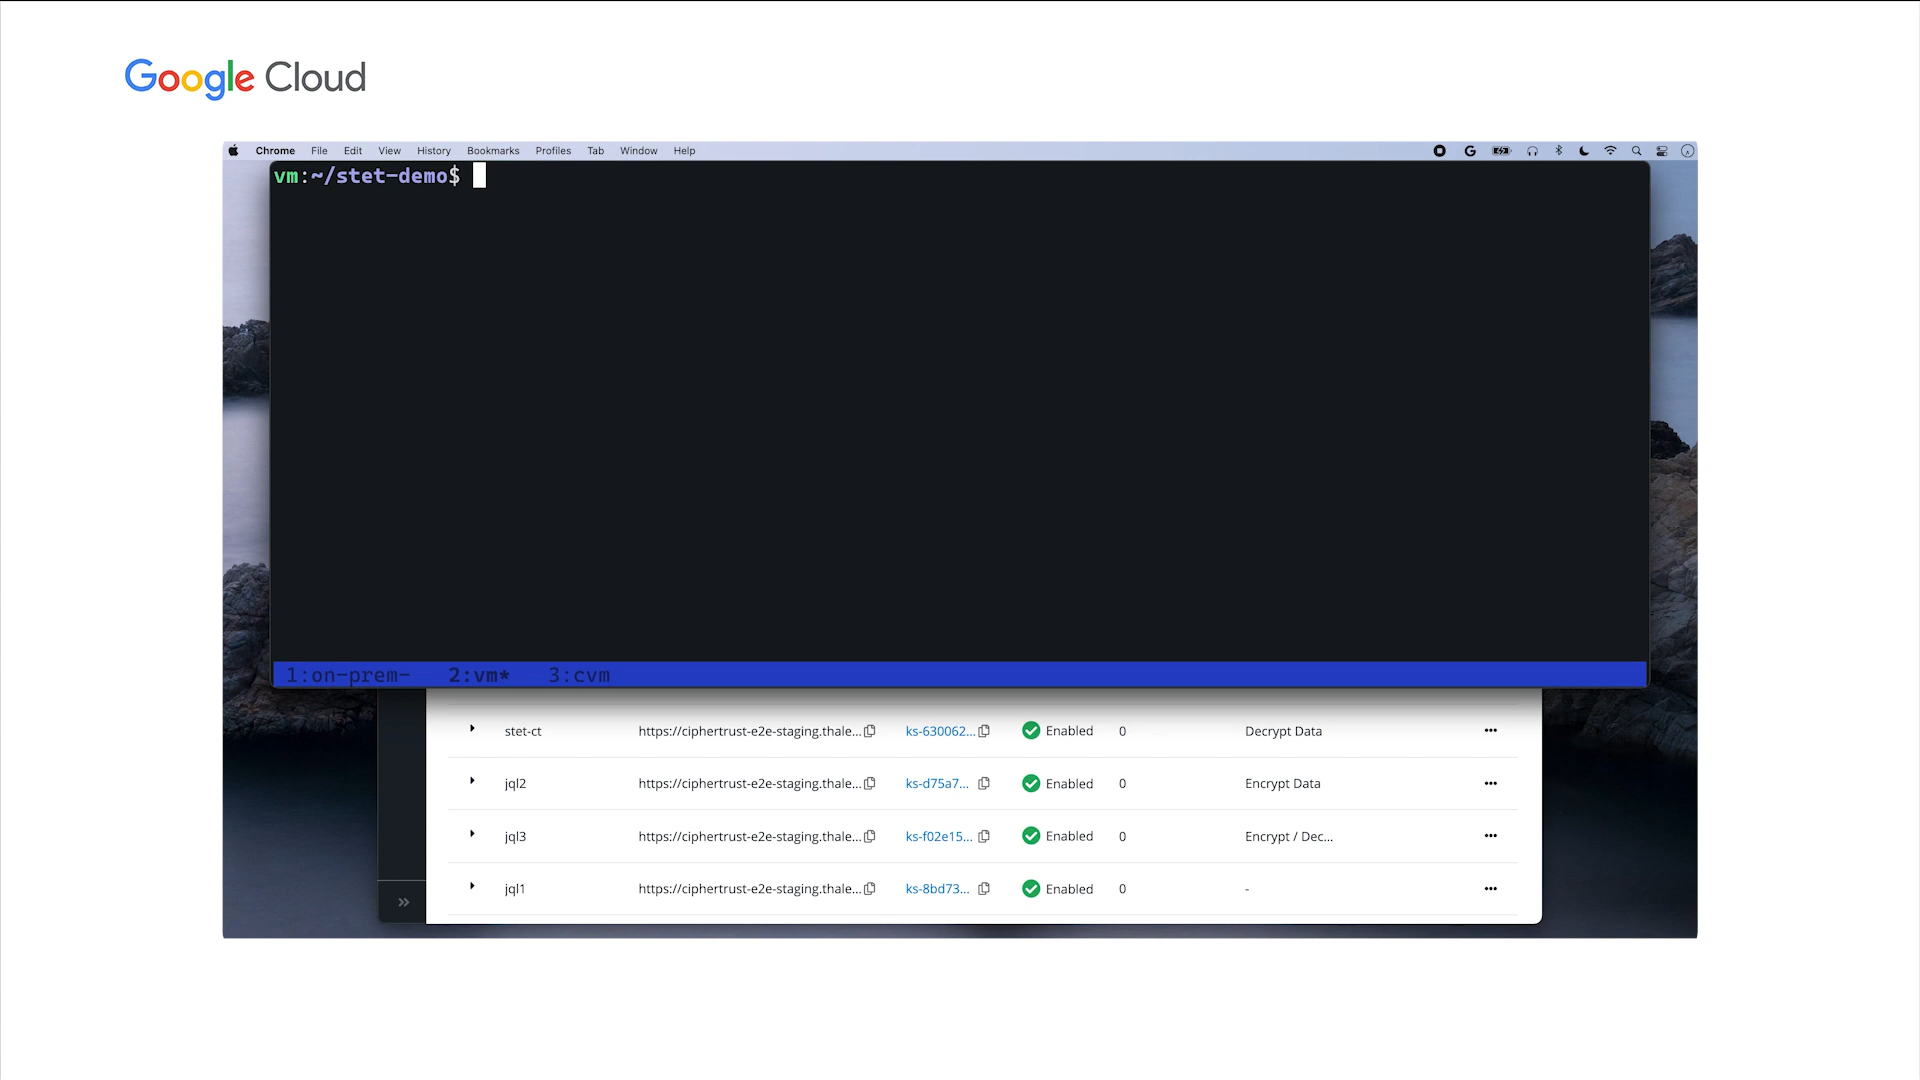 Google Cloud
Chrome File Edit View History Bookmarks Profiles Tab Window Help
vm:~/stet-demo$
1:on-prem- 2:vm* 3:cvm
stet-ct https://ciphertrust-e2e-staging.thale... ks-630062... Enabled 0 Decrypt Data ...
jql2 https://ciphertrust-e2e-staging.thale... ks-d75a7... Enabled 0 Encrypt Data ...
jql3 https://ciphertrust-e2e-staging.thale... ks-f02e15... Enabled 0 Encrypt / Dec... ...
jql1 https://ciphertrust-e2e-staging.thale... ks-8bd73... Enabled 0 - ...